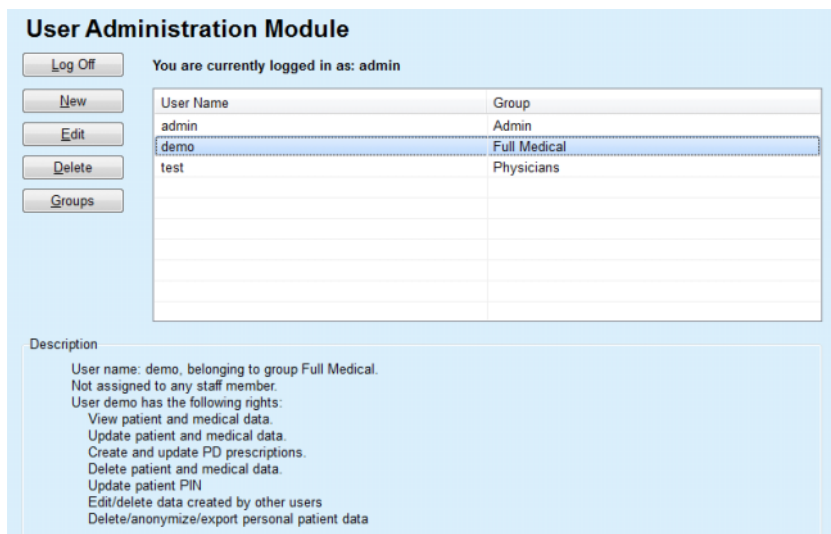 User Administration Module
Log Off
You are currently logged in as: admin
New
Edit
Delete
Groups
User Name Group
admin Admin
demo Full Medical
test Physicians
Description
User name: demo, belonging to group Full Medical.
Not assigned to any staff member.
User demo has the following rights:
View patient and medical data.
Update patient and medical data.
Create and update PD prescriptions.
Delete patient and medical data.
Update patient PIN
Edit/delete data created by other users
Delete/anonymize/export personal patient data